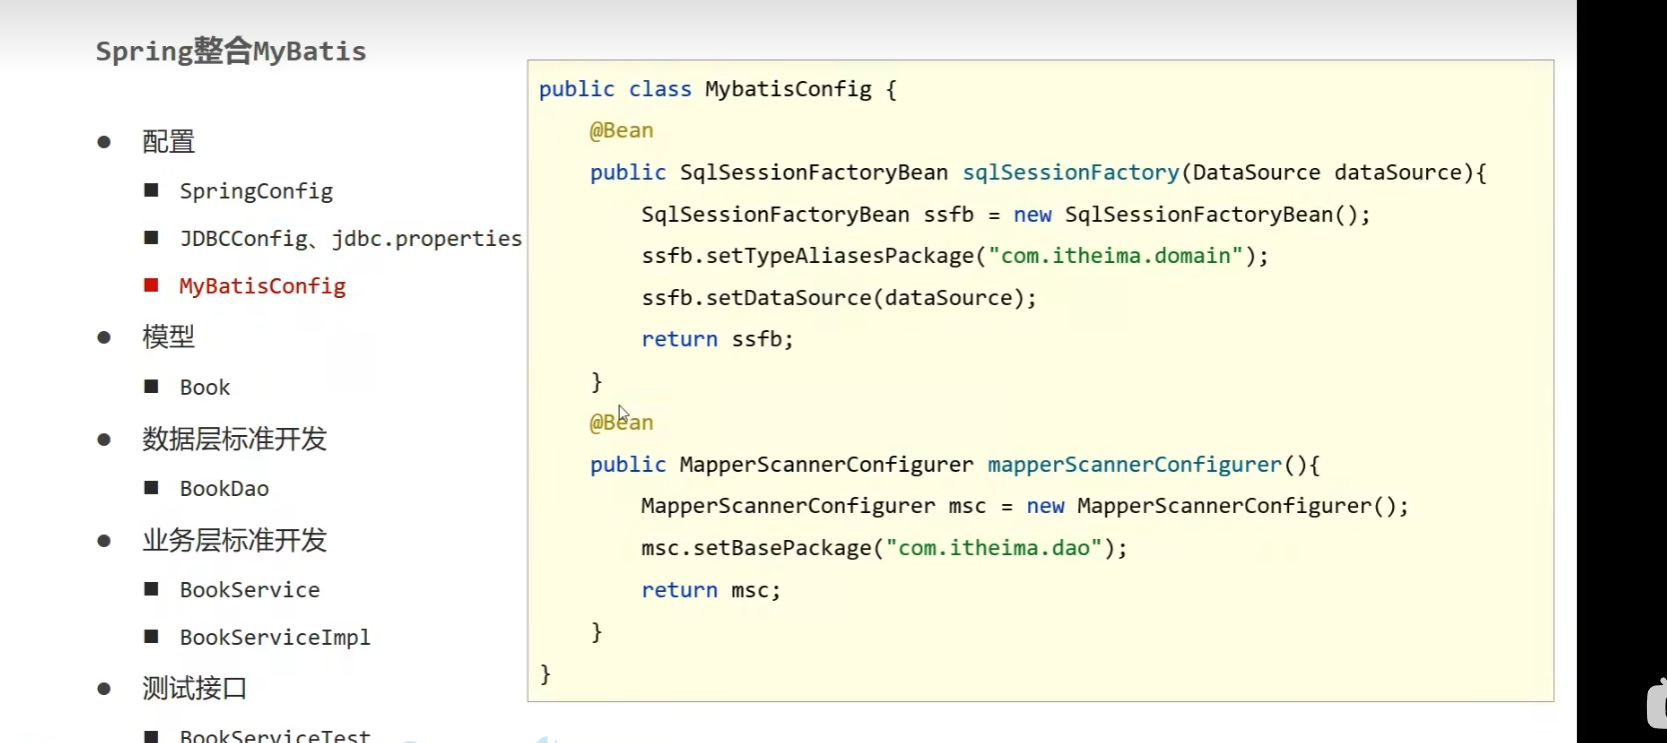 Spring整合MyBatis
配置
SpringConfig
JDBCConfig、jdbc.properties
MyBatisConfig
模型
Book
数据层标准开发
BookDao
业务层标准开发
BookService
BookServiceImpl
测试接口
BookServiceTest
public class MybatisConfig {
@Bean
public SqlSessionFactoryBean sqlSessionFactory(DataSource dataSource){
SqlSessionFactoryBean ssfb = new SqlSessionFactoryBean();
ssfb.setTypeAliasesPackage("com.itheima.domain");
ssfb.setDataSource(dataSource);
return ssfb;
}
@Bean
public MapperScannerConfigurer mapperScannerConfigurer(){
MapperScannerConfigurer msc = new MapperScannerConfigurer();
msc.setBasePackage("com.itheima.dao");
return msc;
}
}